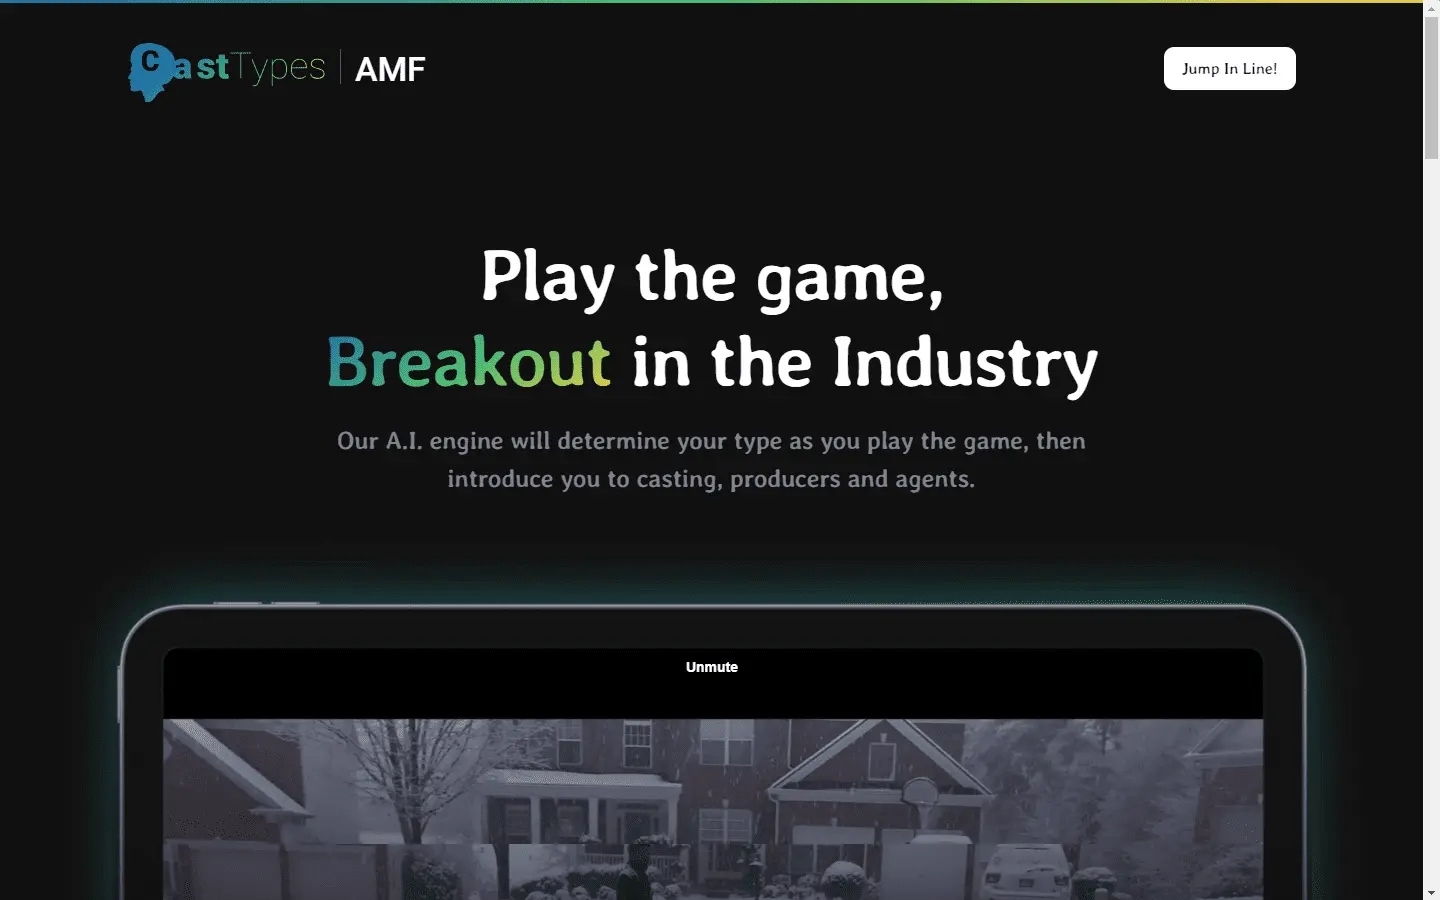 CastTypes | AMF
Jump In Line!
Play the game,
Breakout in the Industry
Our A.I. engine will determine your type as you play the game, then
introduce you to casting, producers and agents.
Unmute